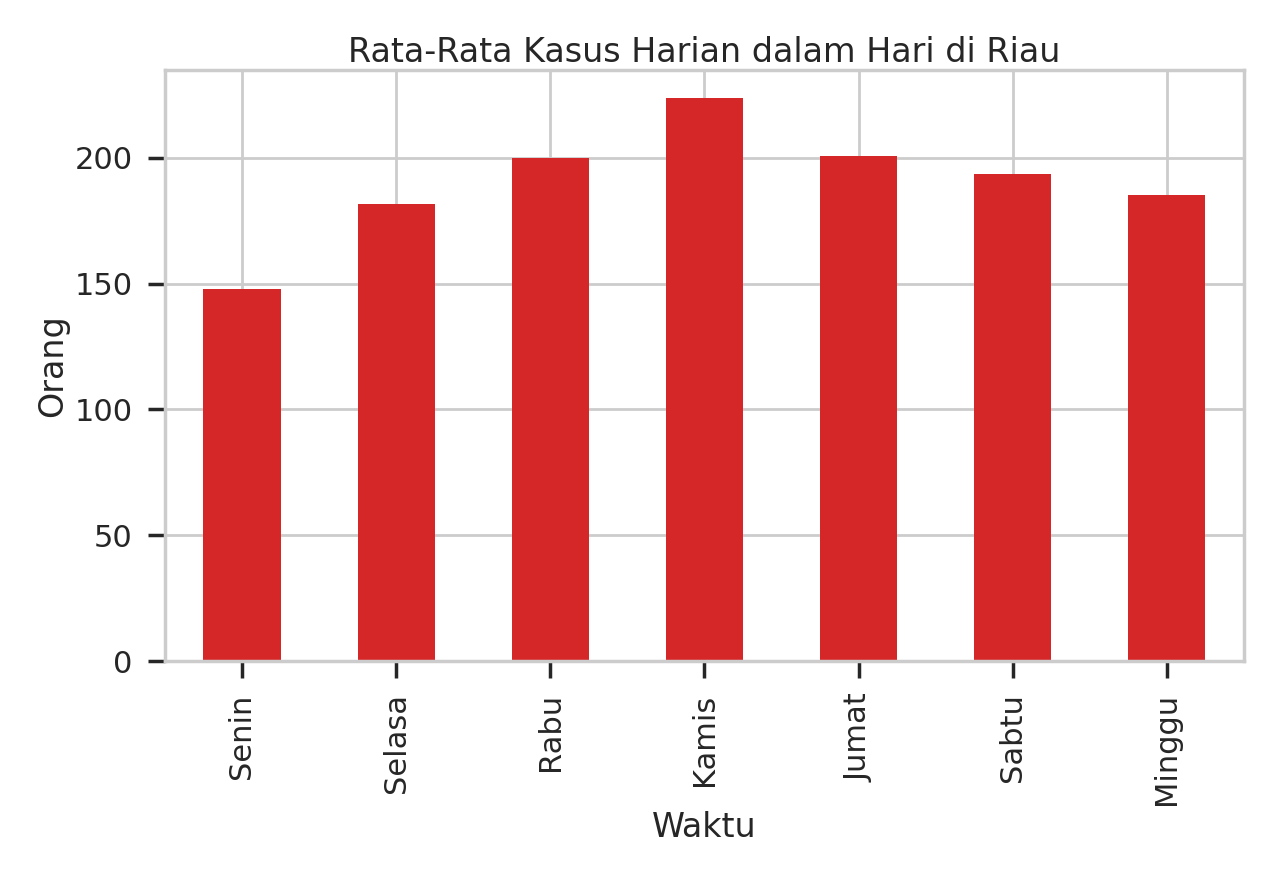 Rata-Rata Kasus Harian dalam Hari di Riau
Orang
200
150
100
50
0
Senin
Selasa
Rabu
Kamis
Jumat
Sabtu
Minggu
Waktu